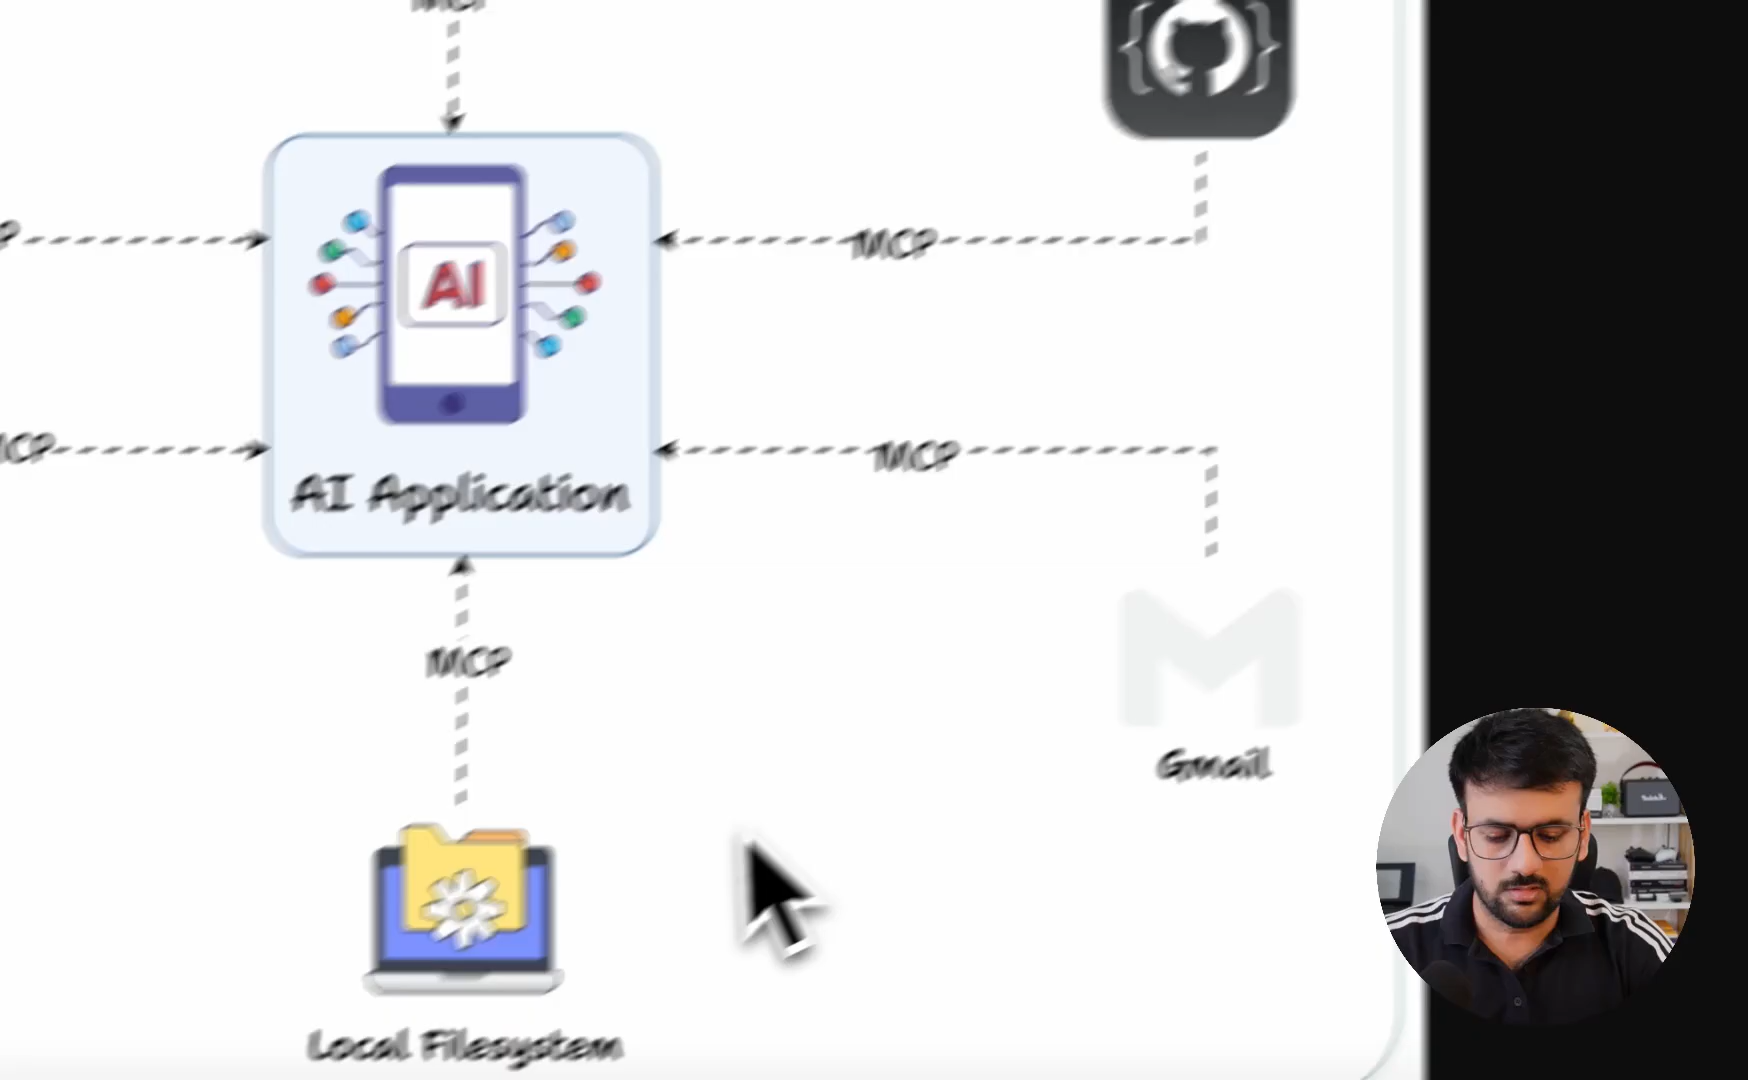 MCP
AI
MCP
MCP
AI Application
MCP
Gmail
Local Filesystem